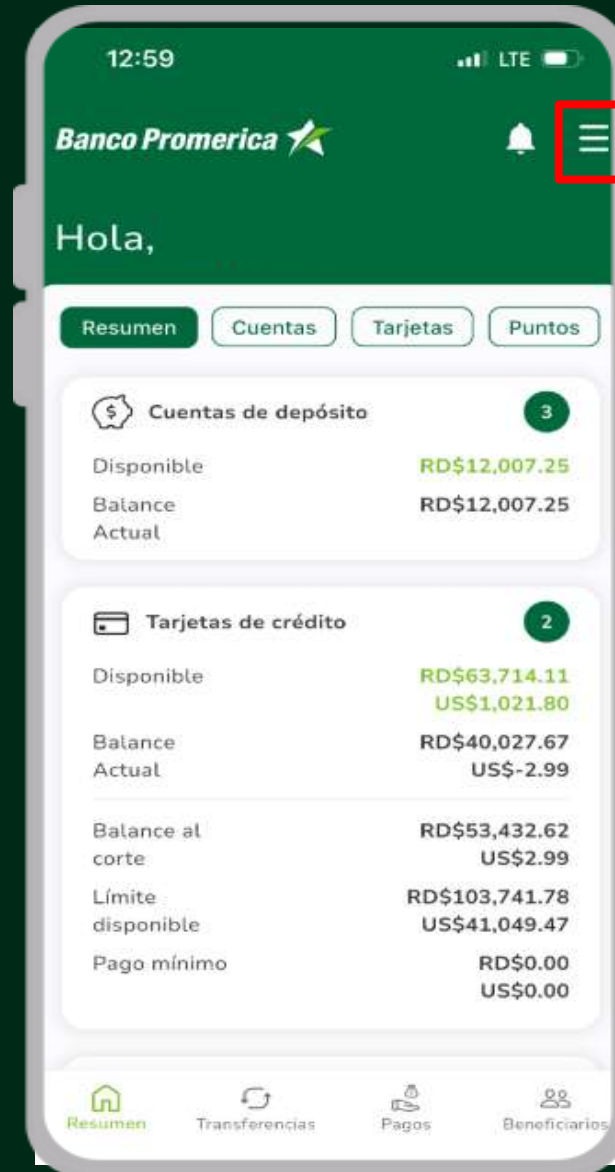 12:59
LTE
Banco Promerica
Hola,
Resumen Cuentas Tarjetas Puntos
Cuentas de depósito 3
Disponible RD$12,007.25
Balance RD$12,007.25
Actual
Tarjetas de crédito 2
Disponible RD$63,714.11
US$1,021.80
Balance RD$40,027.67
Actual US$-2.99
Balance al RD$53,432.62
corte US$2.99
Límite RD$103,741.78
disponible US$41,049.47
Pago mínimo RD$0.00
US$0.00
Resumen Transferencias Pagos Beneficiarios